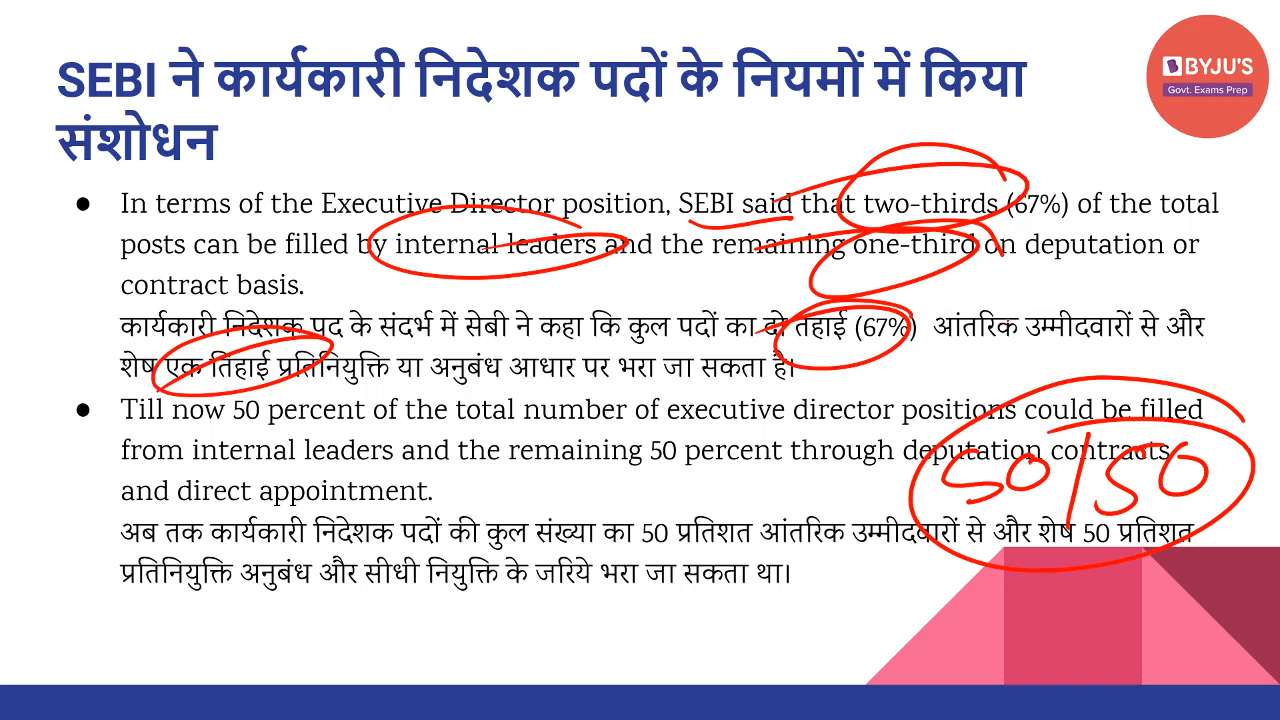 SEBI ने कार्यकारी निदेशक पदों के नियमों में किया
संशोधन
BYJU'S
Govt. Exams Prep
● In terms of the Executive Director position, SEBI said that two-thirds (67%) of the total
posts can be filled by internal leaders and the remaining one-third on deputation or
contract basis.
कार्यकारी निदेशक पद के संदर्भ में सेबी ने कहा कि कुल पदों का दो तहाई (67%) आंतरिक उम्मीदवारों से और
शेष एक तिहाई प्रतिनियुक्ति या अनुबंध आधार पर भरा जा सकता है।
● Till now 50 percent of the total number of executive director positions could be filled
from internal leaders and the remaining 50 percent through deputation contracts
and direct appointment.
50/50
अब तक कार्यकारी निदेशक पदों की कुल संख्या का 50 प्रतिशत आंतरिक उम्मीदवारों से और शेष 50 प्रतिशत
प्रतिनियुक्ति अनुबंध और सीधी नियुक्ति के जरिये भरा जा सकता था।